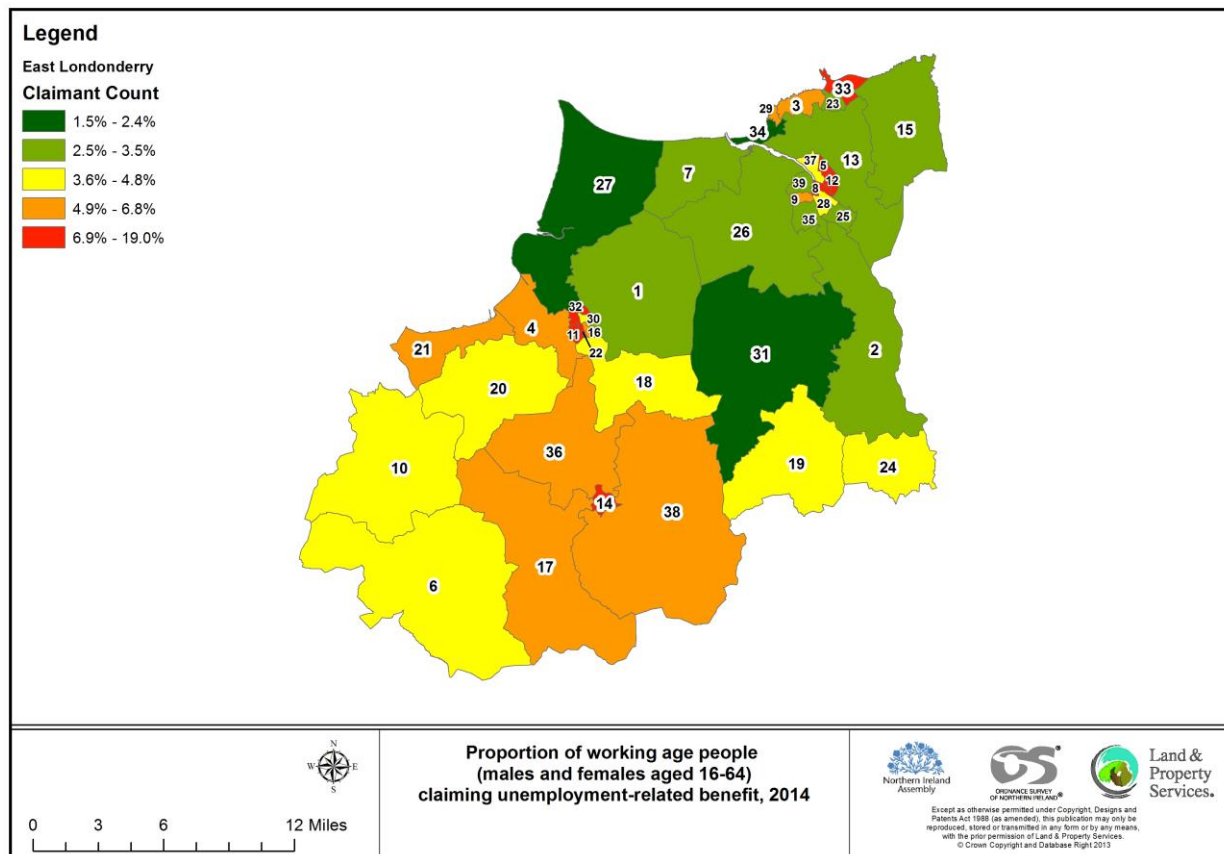 Legend
East Londonderry
Claimant Count
1.5% - 2.4%
2.5% - 3.5%
3.6% - 4.8%
4.9% - 6.8%
6.9% - 19.0%
33
29
3
23
15
34
13
37
5
7
27
39
12
8
9
28
25
35
26
1
32
30
4
16
11
22
21
31
2
20
18
36
10
19
24
14
38
17
6
N
W
E
S
0 3 6 12 Miles
Proportion of working age people
(males and females aged 16-64)
claiming unemployment-related benefit, 2014
Northern Ireland
Assembly
OS®
ORDNANCE SURVEY
OF NORTHERN IRELAND®
Land &
Property
Services.
Except as otherwise permitted under Copyright, Designs and
Patents Act 1988 (as amended), this publication may only be
reproduced, stored or transmitted in any form or by any means,
with the prior permission of Land & Property Services.
© Crown Copyright and Database Right 2013